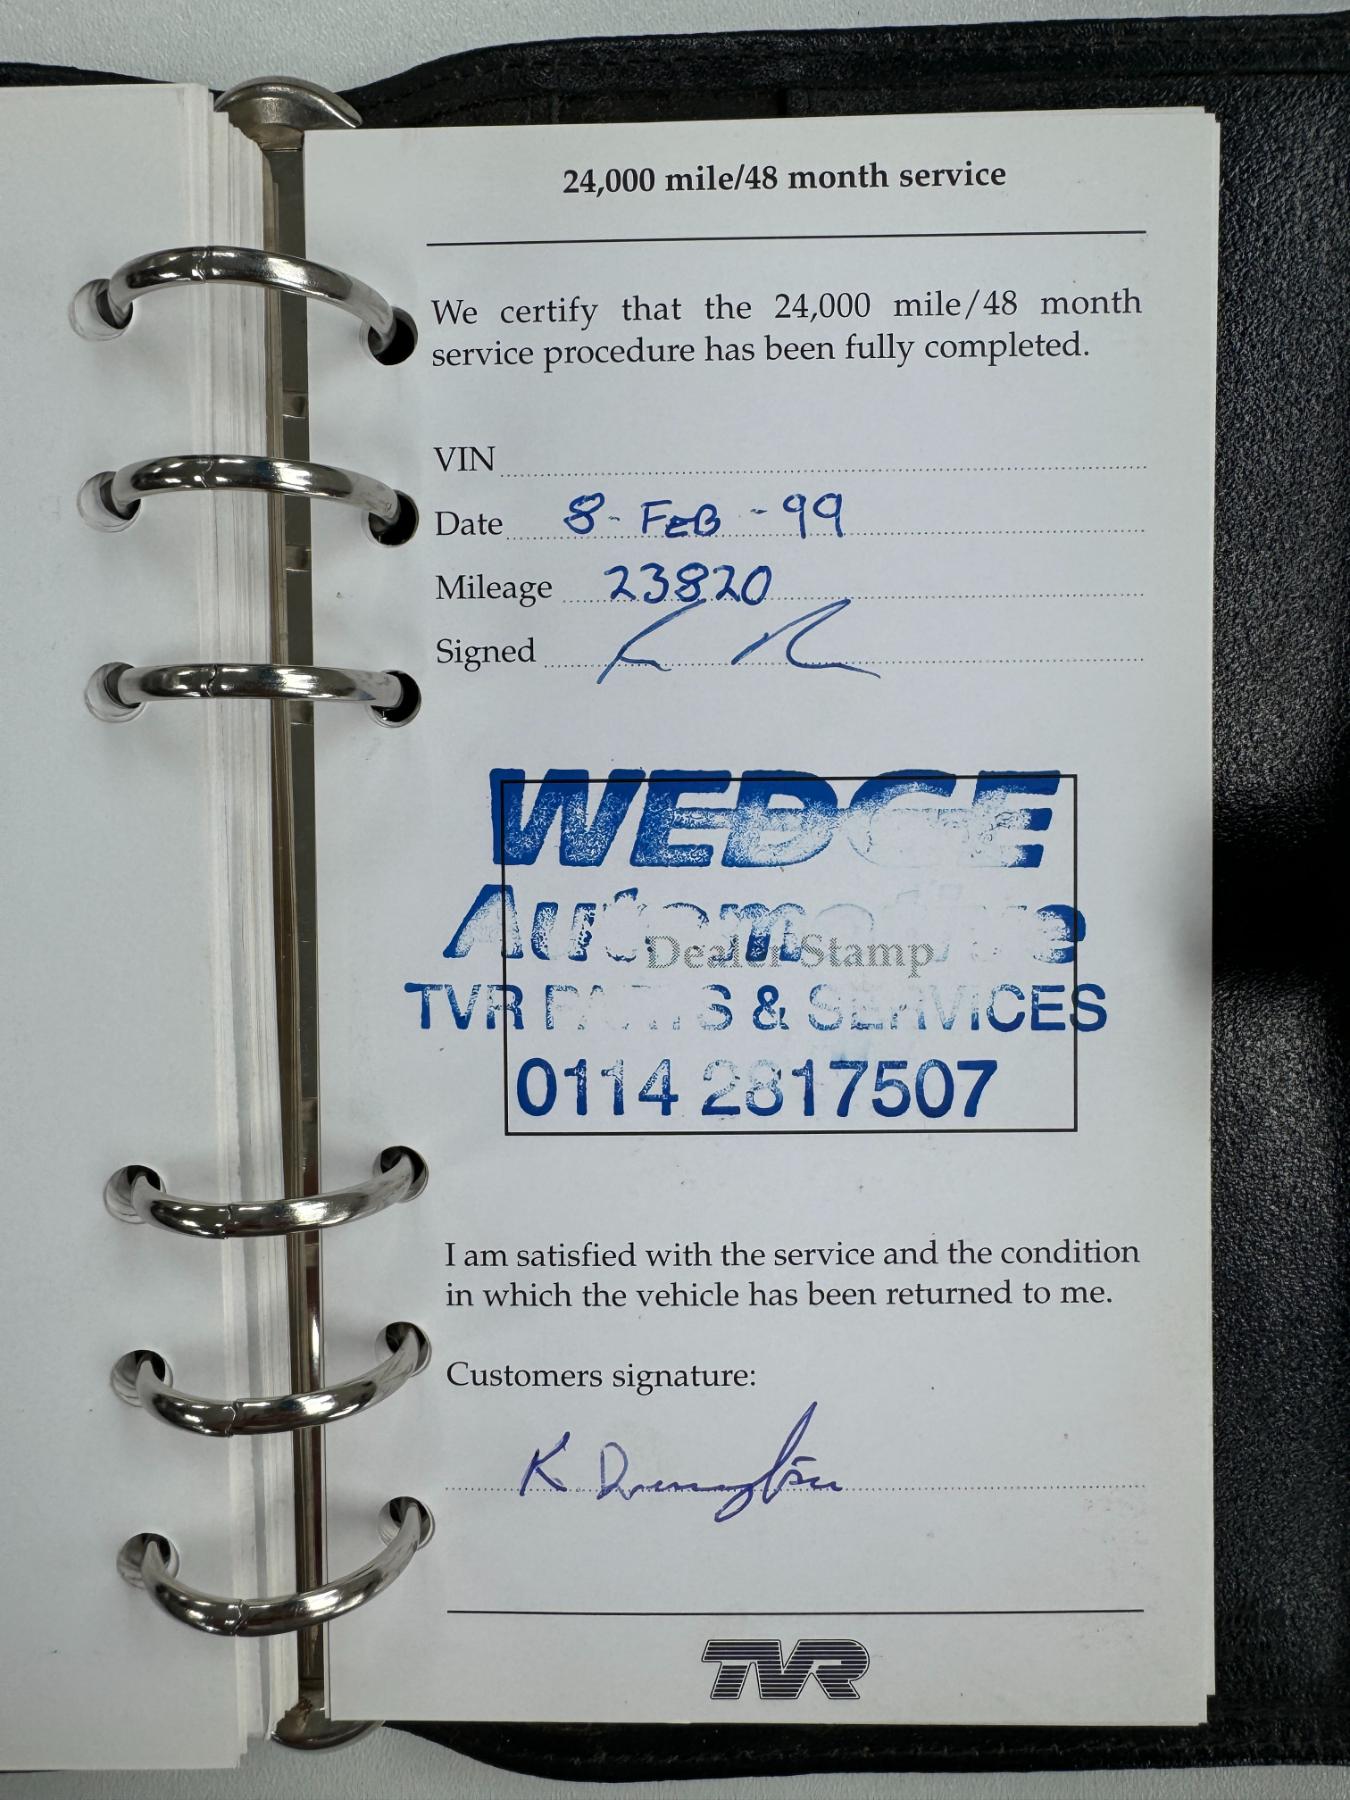 24,000 mile/48 month service
We certify that the 24,000 mile/48 month
service procedure has been fully completed.
VIN
Date 8-FEB-99
Mileage 23820
Signed
WEDGE
Automotive
Dealer Stamp
TVR PARTS & SERVICES
0114 2817507
I am satisfied with the service and the condition
in which the vehicle has been returned to me.
Customers signature:
K.
TVR